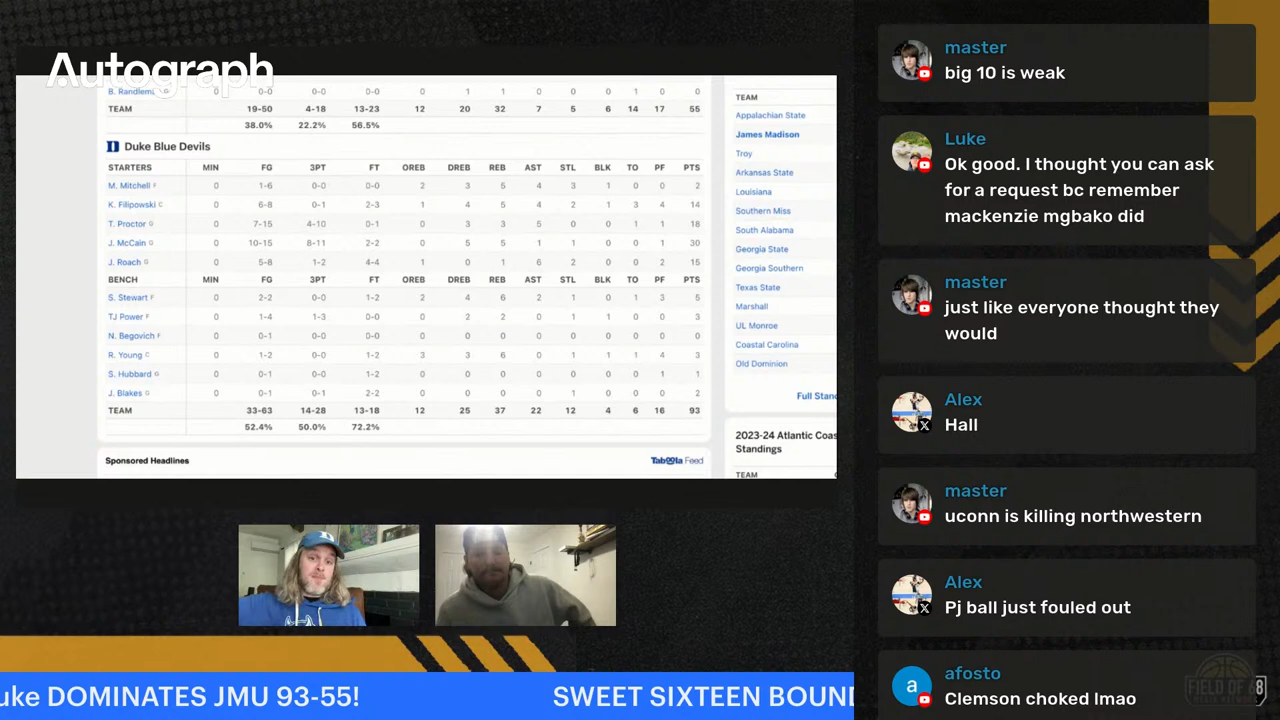 Autograph
B. Randleman 0-0 0-0 0-0 0 0 0 0 0 0 1 0 0
TEAM 19-50 4-18 13-23 12 20 32 7 5 6 14 17 55
38.0% 22.2% 56.5%
Duke Blue Devils
STARTERS MIN FG 3PT FT OREB DREB REB AST STL BLK TO PF PTS
M. Mitchell F 0 1-6 0-0 0-0 2 3 5 4 3 1 0 0 2
K. Filipowski C 0 6-8 0-1 2-3 1 4 5 4 2 1 3 4 14
T. Proctor G 0 7-15 4-10 0-1 0 3 3 5 0 0 1 1 18
J. McCain G 0 10-15 8-11 2-2 0 5 5 1 1 0 0 1 30
J. Roach G 0 5-8 1-2 4-4 1 0 1 6 2 0 0 2 15
BENCH MIN FG 3PT FT OREB DREB REB AST STL BLK TO PF PTS
S. Stewart F 0 2-2 0-0 1-2 2 4 6 2 1 0 1 3 5
TJ Power F 0 1-4 1-3 0-0 0 2 2 0 1 1 0 0 3
N. Begovich F 0 0-1 0-0 0-0 0 0 0 0 0 0 0 0 0
R. Young C 0 1-2 0-0 1-2 3 3 6 0 1 1 1 4 3
S. Hubbard G 0 0-1 0-0 1-2 0 0 0 0 0 0 0 1 1
J. Blakes G 0 0-1 0-1 2-2 0 1 1 0 1 0 0 1 2
TEAM 33-63 14-28 13-18 12 25 37 22 12 4 6 16 93
52.4% 50.0% 72.2%
Sponsored Headlines
Taboola Feed
TEAM
Appalachian State
James Madison
Troy
Arkansas State
Louisiana
Southern Miss
South Alabama
Georgia State
Georgia Southern
Texas State
Marshall
UL Monroe
Coastal Carolina
Old Dominion
Full Stan
2023-24 Atlantic Coas
Standings
TEAM
master
big 10 is weak
Luke
Ok good. I thought you can ask
for a request bc remember
mackenzie mgbako did
master
just like everyone thought they
would
Alex
Hall
master
uconn is killing northwestern
Alex
Pj ball just fouled out
a
afosto
Clemson choked lmao
FIELD OF 68
uke DOMINATES JMU 93-55! SWEET SIXTEEN BOUND